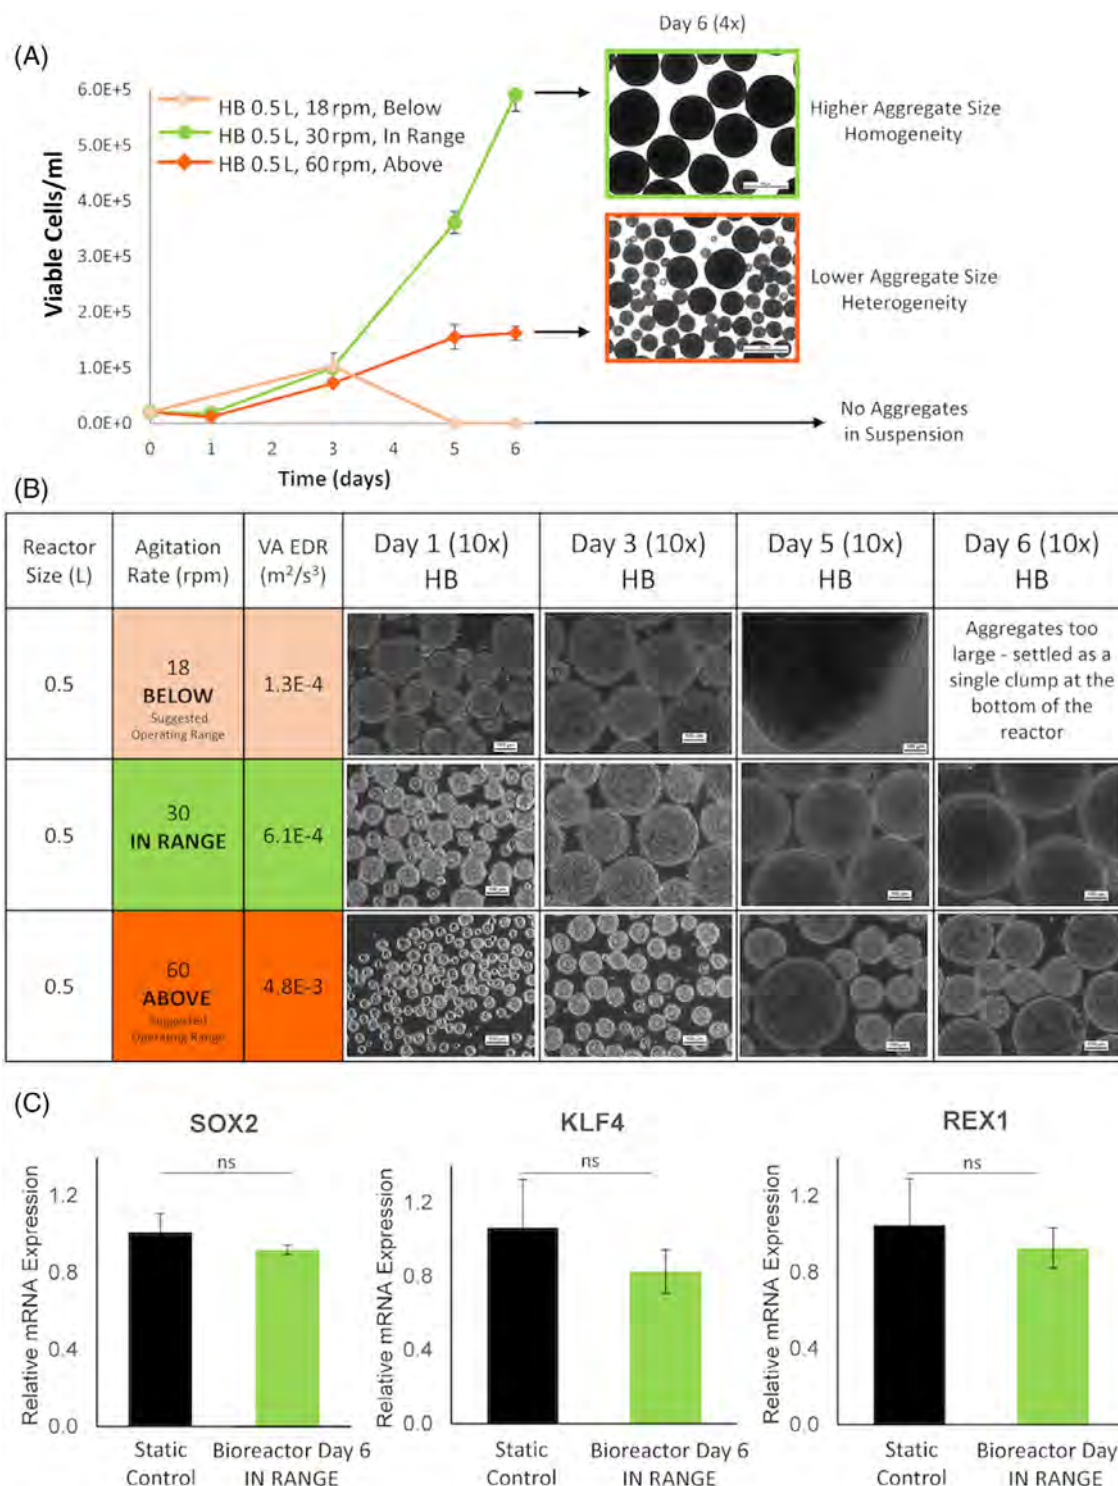 Day 6 (4x)
(A)
6.0E+5
5.0E+5
4.0E+5
3.0E+5
2.0E+5
1.0E+5
0.0E+0
Viable Cells/ml
HB 0.5 L, 18 rpm, Below
HB 0.5 L, 30 rpm, In Range
HB 0.5 L, 60 rpm, Above
0 1 2 3 4 5 6
Time (days)
Higher Aggregate Size
Homogeneity
Lower Aggregate Size
Heterogeneity
No Aggregates
in Suspension
(B)
Reactor
Size (L)
Agitation
Rate (rpm)
VA EDR
(m²/s³)
Day 1 (10x)
HB
Day 3 (10x)
HB
Day 5 (10x)
HB
Day 6 (10x)
HB
0.5
18
BELOW
Suggested
Operating Range
1.3E-4
Aggregates too
large - settled as a
single clump at the
bottom of the
reactor
0.5
30
IN RANGE
6.1E-4
0.5
60
ABOVE
Suggested
Operating Range
4.8E-3
(C)
SOX2
Relative mRNA Expression
1.2
0.8
0.4
0.0
ns
Static
Control
Bioreactor Day 6
IN RANGE
KLF4
Relative mRNA Expression
1.2
0.8
0.4
0.0
ns
Static
Control
Bioreactor Day 6
IN RANGE
REX1
Relative mRNA Expression
1.2
0.8
0.4
0.0
ns
Static
Control
Bioreactor Day 6
IN RANGE